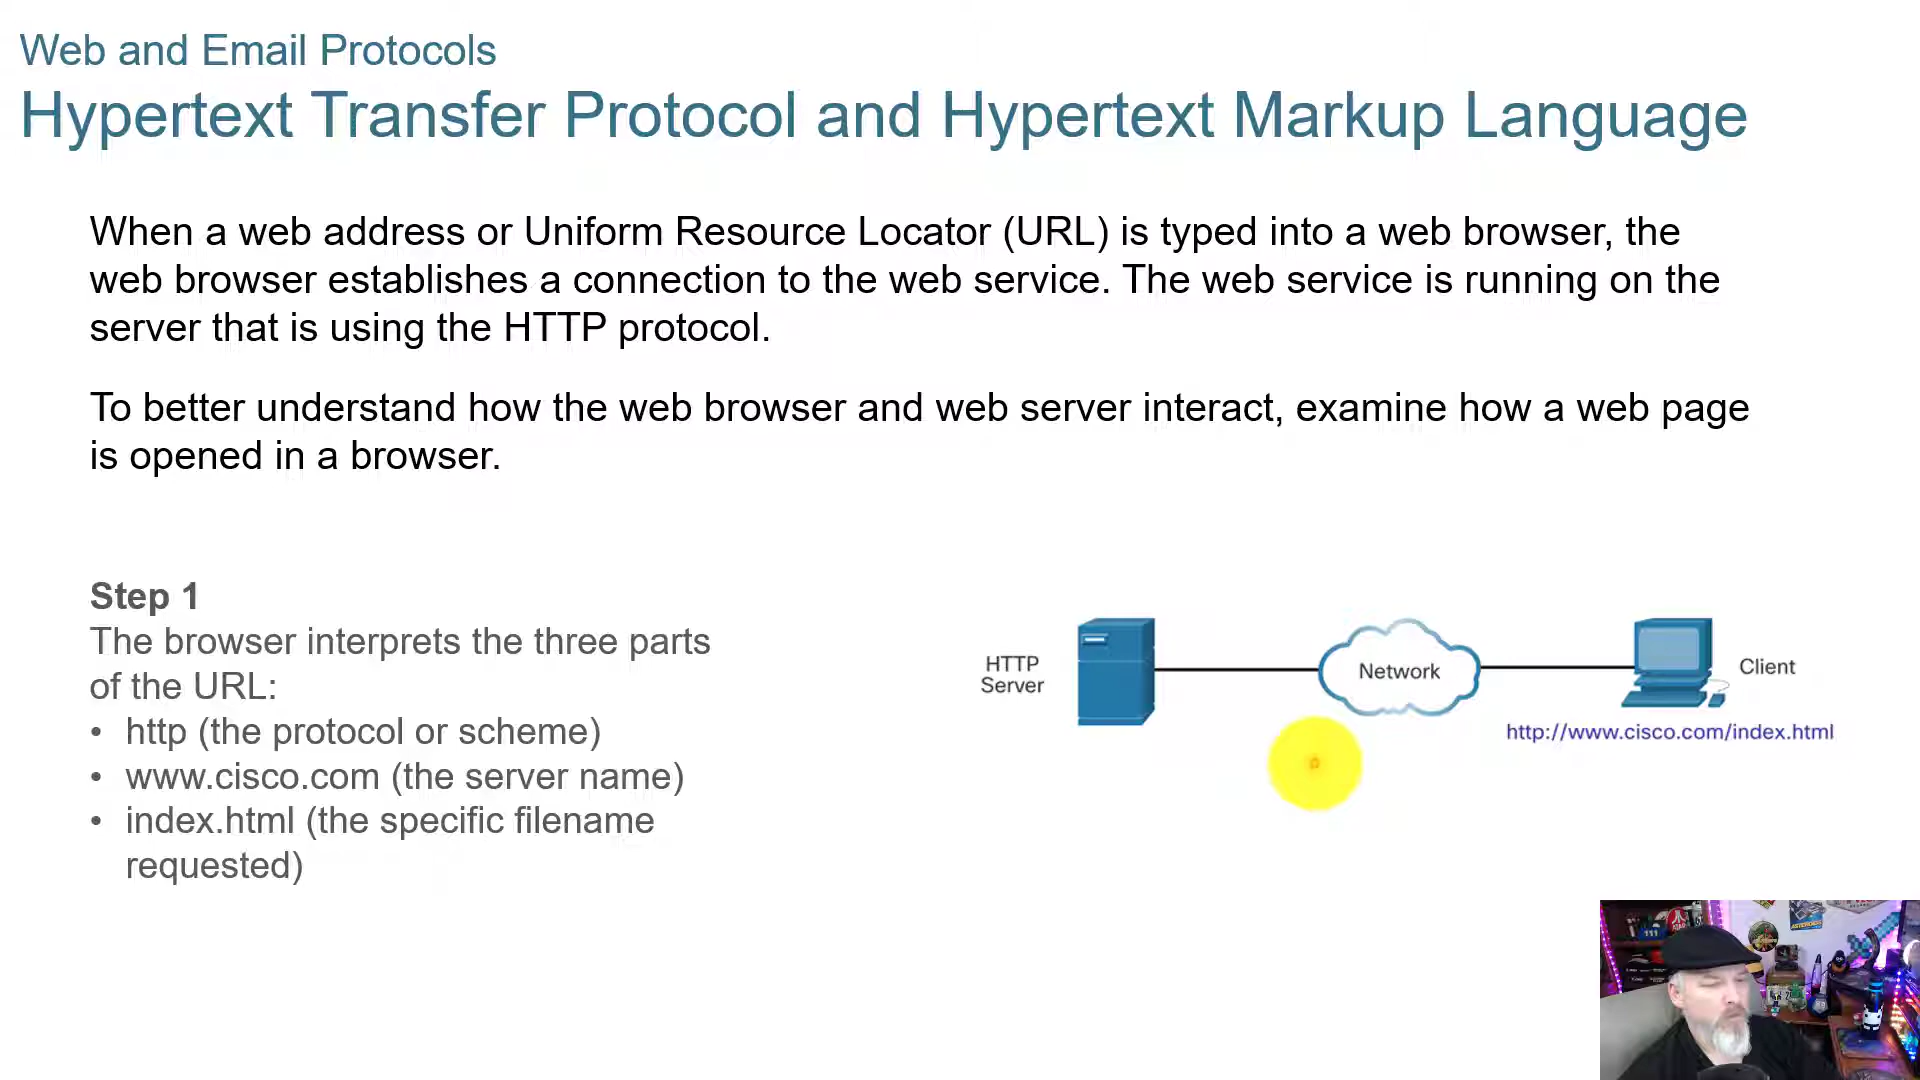 Web and Email Protocols
Hypertext Transfer Protocol and Hypertext Markup Language
When a web address or Uniform Resource Locator (URL) is typed into a web browser, the
web browser establishes a connection to the web service. The web service is running on the
server that is using the HTTP protocol.
To better understand how the web browser and web server interact, examine how a web page
is opened in a browser.
Step 1
The browser interprets the three parts
of the URL:
• http (the protocol or scheme)
• www.cisco.com (the server name)
• index.html (the specific filename
requested)
HTTP
Server
Network
Client
http://www.cisco.com/index.html